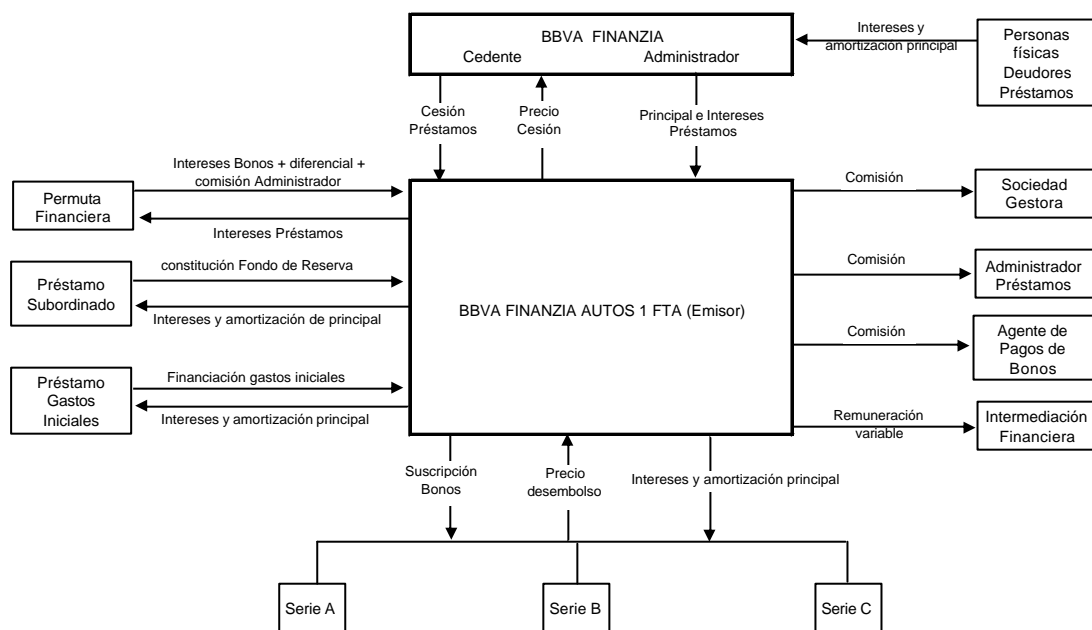 BBVA FINANZIA
Cedente Administrador
Intereses y
amortización principal
Personas
físicas
Deudores
Préstamos
Cesión
Préstamos
Precio
Cesión
Principal e Intereses
Préstamos
Intereses Bonos + diferencial +
comisión Administrador
Permuta
Financiera
Intereses Préstamos
Comisión
Sociedad
Gestora
constitución Fondo de Reserva
Préstamo
Subordinado
Intereses y amortización de principal
BBVA FINANZIA AUTOS 1 FTA (Emisor)
Comisión
Administrador
Préstamos
Comisión
Agente de
Pagos de
Bonos
Financiación gastos iniciales
Préstamo
Gastos
Iniciales
Intereses y amortización principal
Remuneración
variable
Intermediación
Financiera
Suscripción
Bonos
Precio
desembolso
Intereses y amortización principal
Serie A
Serie B
Serie C